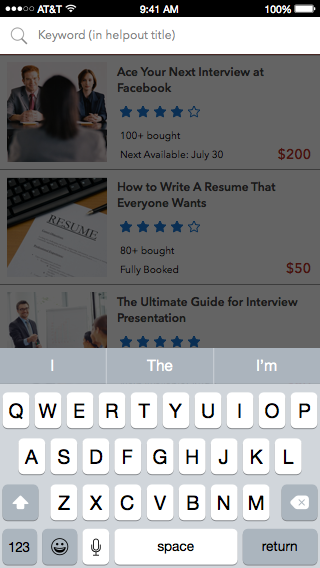 AT&T 9:41 AM 100%
Keyword (in helpout title)
Ace Your Next Interview at
Facebook
100+ bought
Next Available: July 30
$200
RESUME
How to Write A Resume That
Everyone Wants
80+ bought
Fully Booked
$50
The Ultimate Guide for Interview
Presentation
I The I'm
Q W E R T Y U I O P
A S D F G H J K L
Z X C V B N M
123 space return